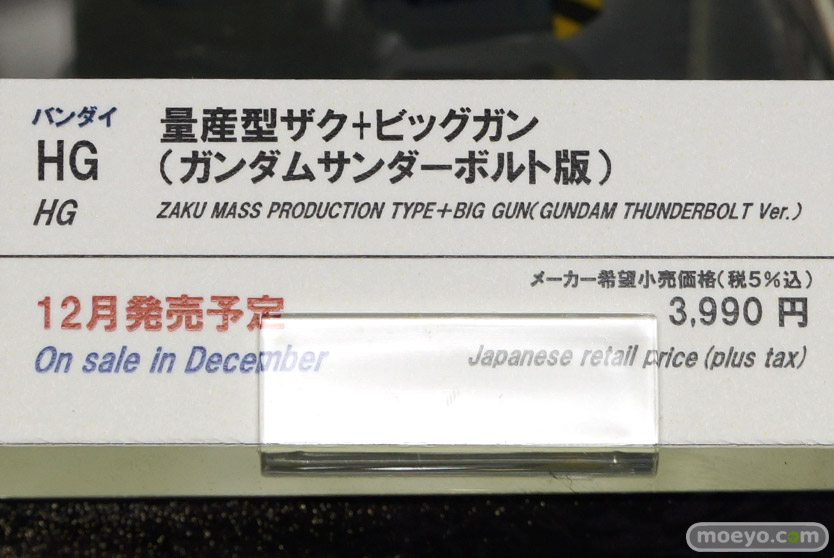 バンダイ
HG
HG
量産型ザク+ビッグガン
（ガンダムサンダーボルト版）
ZAKU MASS PRODUCTION TYPE＋BIG GUN(GUNDAM THUNDERBOLT Ver.)
12月発売予定
On sale in December
メーカー希望小売価格（税5%込）
3,990 円
Japanese retail price (plus tax)
moeyo.com